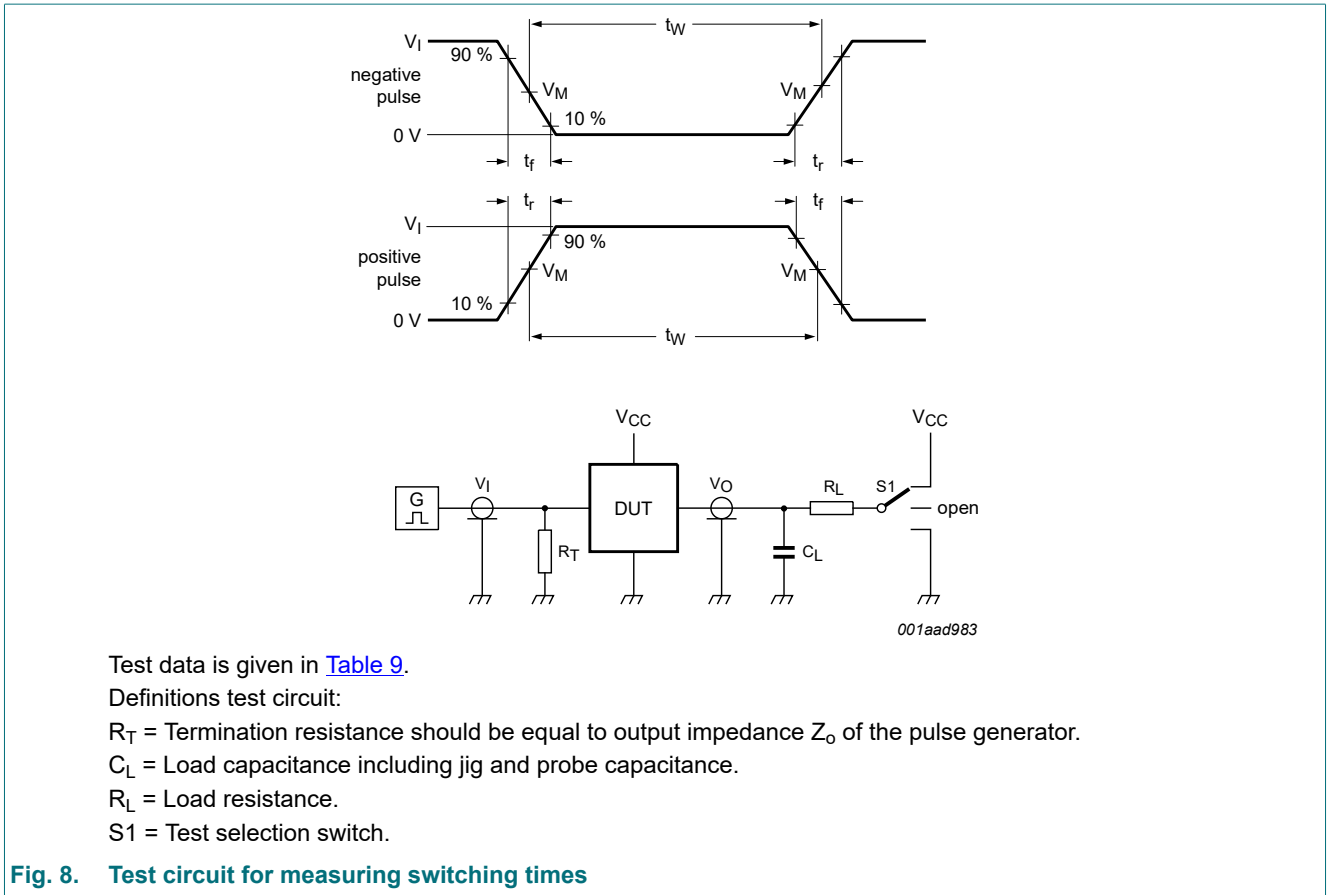 tW
VI
90 %
negative
pulse
VM
VM
10 %
0 V
tf
tr
tr
tf
VI
90 %
positive
pulse
VM
VM
10 %
0 V
tW
VCC
VCC
G
VI
DUT
VO
RL
S1
open
RT
CL
001aad983
Test data is given in Table 9.
Definitions test circuit:
RT = Termination resistance should be equal to output impedance Zo of the pulse generator.
CL = Load capacitance including jig and probe capacitance.
RL = Load resistance.
S1 = Test selection switch.
Fig. 8. Test circuit for measuring switching times